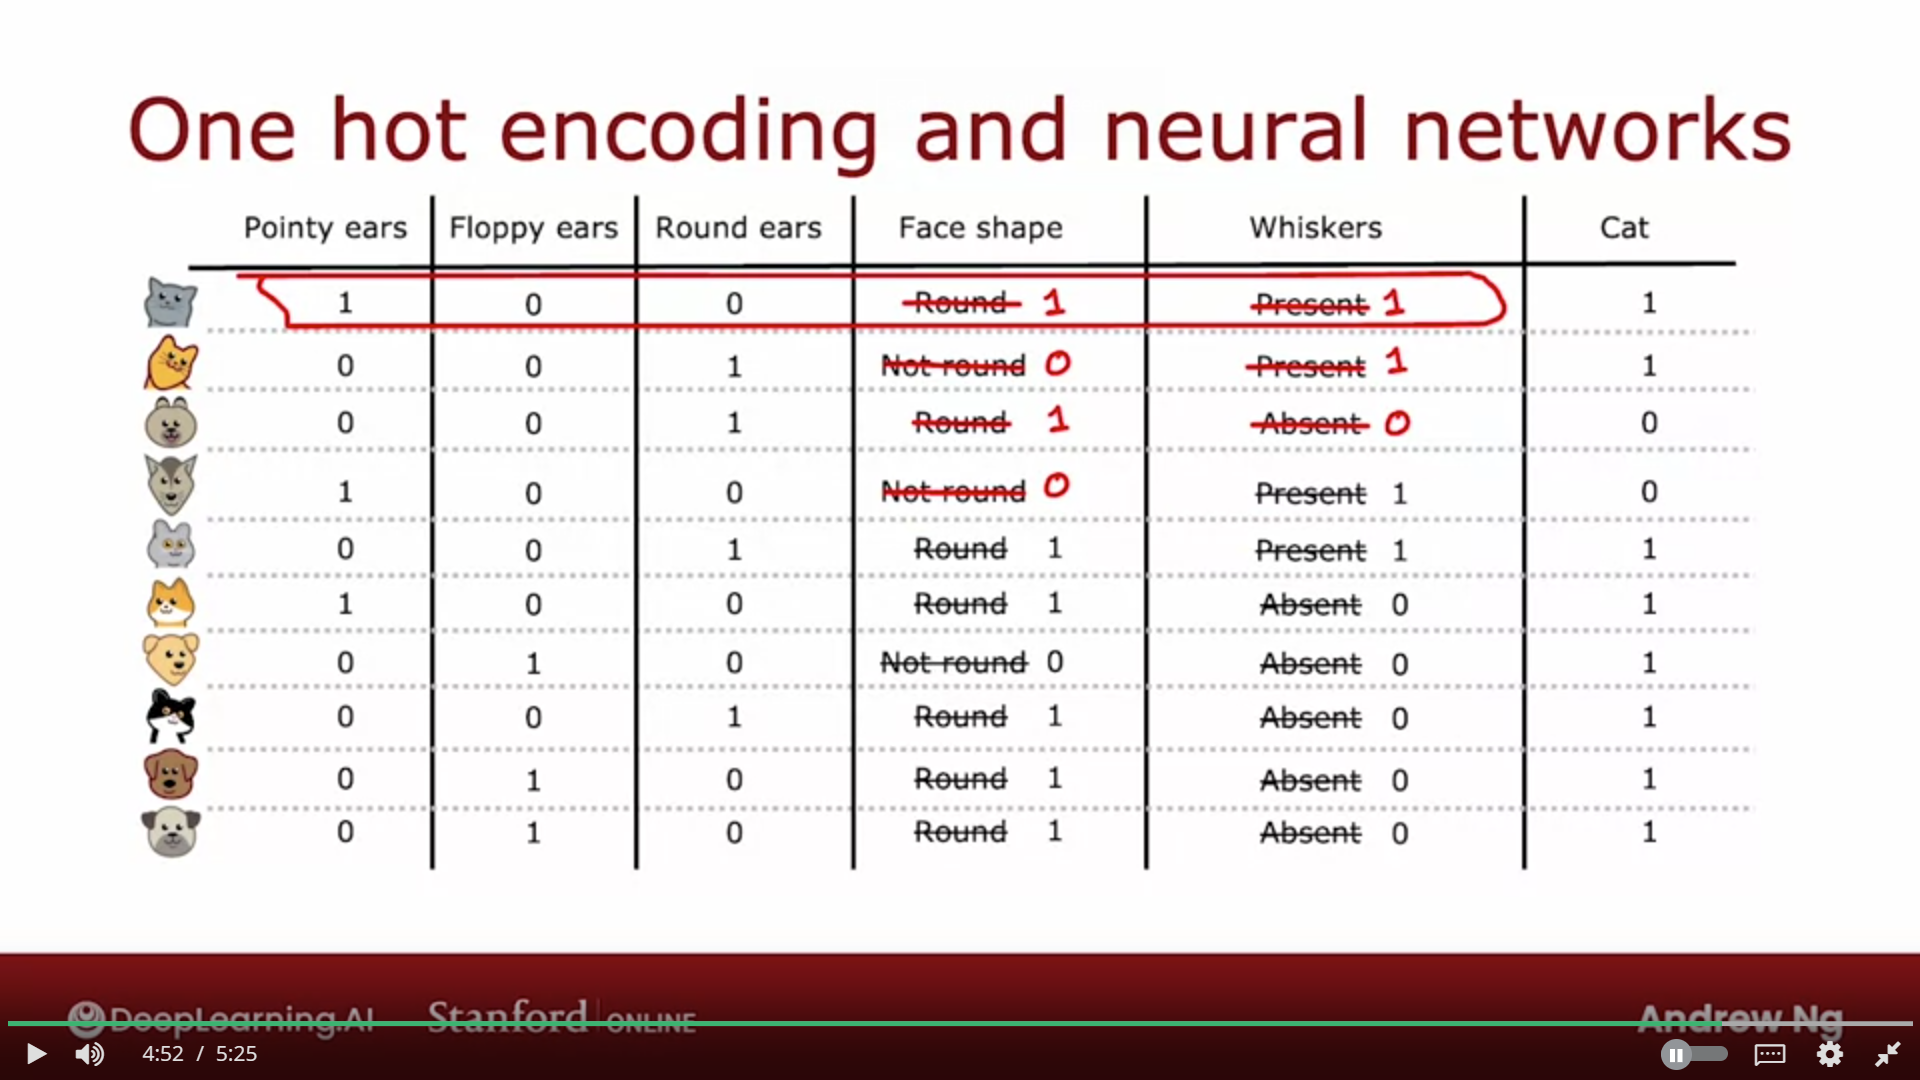 One hot encoding and neural networks
Pointy ears Floppy ears Round ears Face shape Whiskers Cat
1 0 0 Round 1 Present 1 1
0 0 1 Not round 0 Present 1 1
0 0 1 Round 1 Absent 0 0
1 0 0 Not round 0 Present 1 0
0 0 1 Round 1 Present 1 1
1 0 0 Round 1 Absent 0 1
0 1 0 Not round 0 Absent 0 1
0 0 1 Round 1 Absent 0 1
0 1 0 Round 1 Absent 0 1
0 1 0 Round 1 Absent 0 1
DeepLearning.AI Stanford ONLINE Andrew Ng
4:52 / 5:25